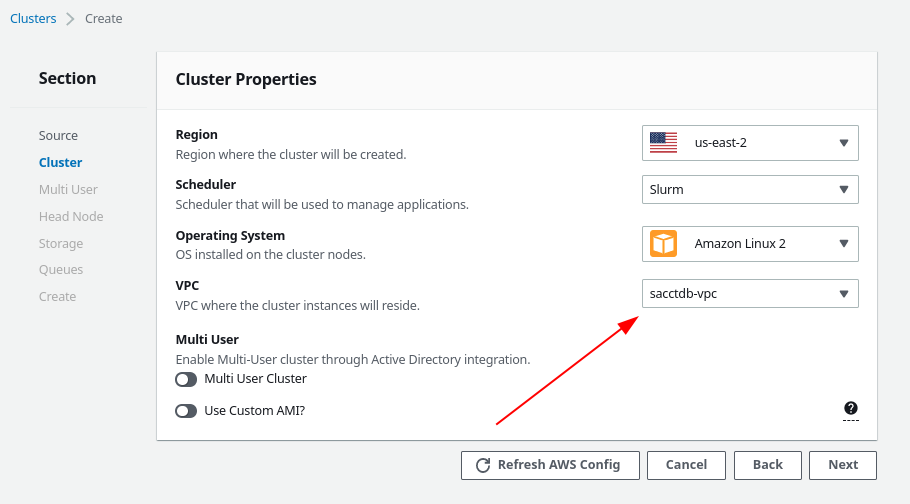 Clusters
Create
Section
Source
Cluster
Multi User
Head Node
Storage
Queues
Create
Cluster Properties
Region
Region where the cluster will be created.
us-east-2
Scheduler
Scheduler that will be used to manage applications.
Slurm
Operating System
OS installed on the cluster nodes.
Amazon Linux 2
VPC
VPC where the cluster instances will reside.
sacctdb-vpc
Multi User
Enable Multi-User cluster through Active Directory integration.
Multi User Cluster
Use Custom AMI?
?
Refresh AWS Config
Cancel
Back
Next